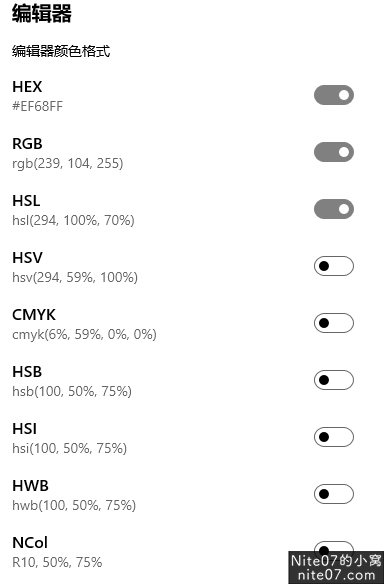 编辑器
编辑器颜色格式
HEX
#EF68FF
RGB
rgb(239, 104, 255)
HSL
hsl(294, 100%, 70%)
HSV
hsv(294, 59%, 100%)
CMYK
cmyk(6%, 59%, 0%, 0%)
HSB
hsb(100, 50%, 75%)
HSI
hsi(100, 50%, 75%)
HWB
hwb(100, 50%, 75%)
NCol
R10, 50%, 75%
Nite07的小窝
nite07.com